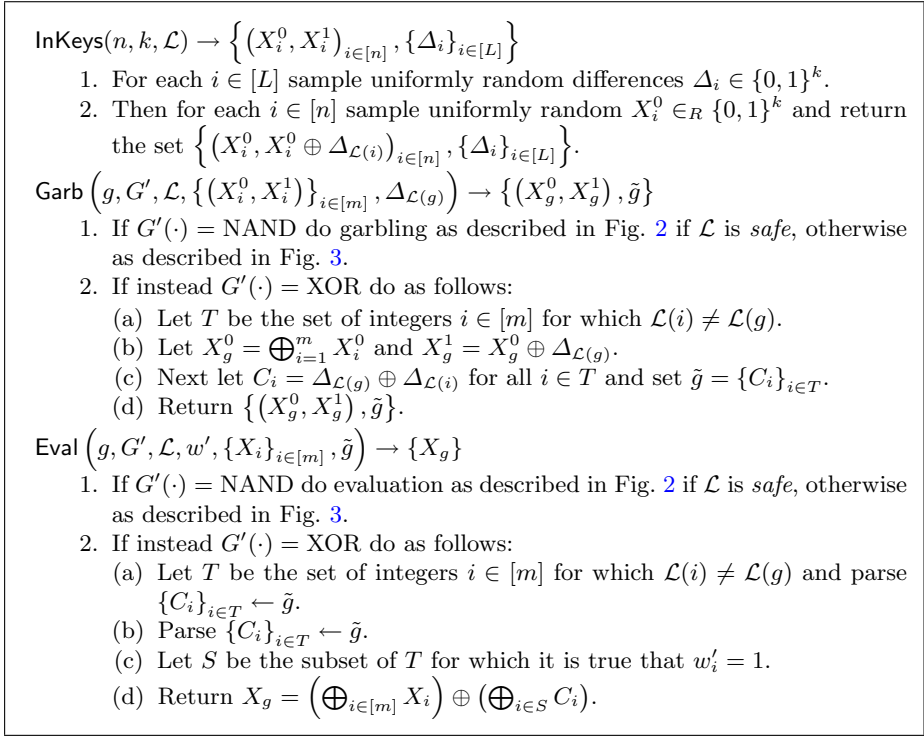 InKeys(n, k, ℒ) → {(X_i^0, X_i^1)_{i∈[n]}, {Δ_i}_{i∈[L]}}
1. For each i ∈ [L] sample uniformly random differences Δ_i ∈ {0, 1}^k.
2. Then for each i ∈ [n] sample uniformly random X_i^0 ∈_R {0, 1}^k and return
the set {(X_i^0, X_i^0 ⊕ Δ_{ℒ(i)})_{i∈[n]}, {Δ_i}_{i∈[L]}}.
Garb(g, G′, ℒ, {(X_i^0, X_i^1)}_{i∈[m]}, Δ_{ℒ(g)}) → {(X_g^0, X_g^1), g̃}
1. If G′(·) = NAND do garbling as described in Fig. 2 if ℒ is safe, otherwise
as described in Fig. 3.
2. If instead G′(·) = XOR do as follows:
(a) Let T be the set of integers i ∈ [m] for which ℒ(i) ≠ ℒ(g).
(b) Let X_g^0 = ⨁_{i=1}^m X_i^0 and X_g^1 = X_g^0 ⊕ Δ_{ℒ(g)}.
(c) Next let C_i = Δ_{ℒ(g)} ⊕ Δ_{ℒ(i)} for all i ∈ T and set g̃ = {C_i}_{i∈T}.
(d) Return {(X_g^0, X_g^1), g̃}.
Eval(g, G′, ℒ, w′, {X_i}_{i∈[m]}, g̃) → {X_g}
1. If G′(·) = NAND do evaluation as described in Fig. 2 if ℒ is safe, otherwise
as described in Fig. 3.
2. If instead G′(·) = XOR do as follows:
(a) Let T be the set of integers i ∈ [m] for which ℒ(i) ≠ ℒ(g) and parse
{C_i}_{i∈T} ← g̃.
(b) Parse {C_i}_{i∈T} ← g̃.
(c) Let S be the subset of T for which it is true that w′_i = 1.
(d) Return X_g = (⨁_{i∈[m]} X_i) ⊕ (⨁_{i∈S} C_i).